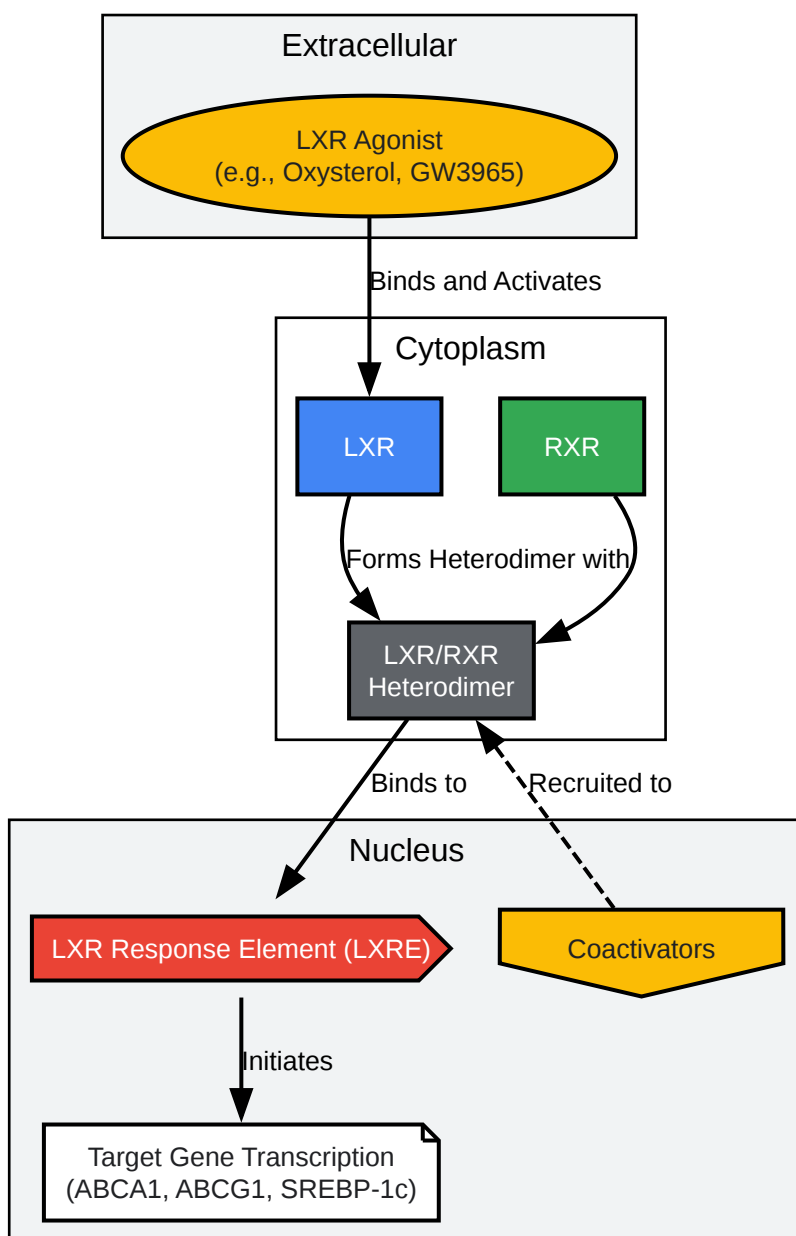 Extracellular
LXR Agonist
(e.g., Oxysterol, GW3965)
Binds and Activates
Cytoplasm
LXR
RXR
Forms Heterodimer with
LXR/RXR
Heterodimer
Binds to
Recruited to
Nucleus
LXR Response Element (LXRE)
Coactivators
Initiates
Target Gene Transcription
(ABCA1, ABCG1, SREBP-1c)